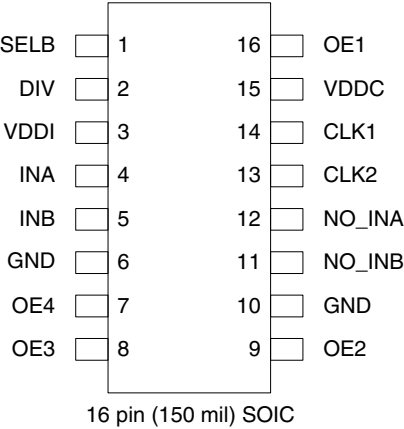 SELB 1 16 OE1
DIV 2 15 VDDC
VDDI 3 14 CLK1
INA 4 13 CLK2
INB 5 12 NO_INA
GND 6 11 NO_INB
OE4 7 10 GND
OE3 8 9 OE2
16 pin (150 mil) SOIC